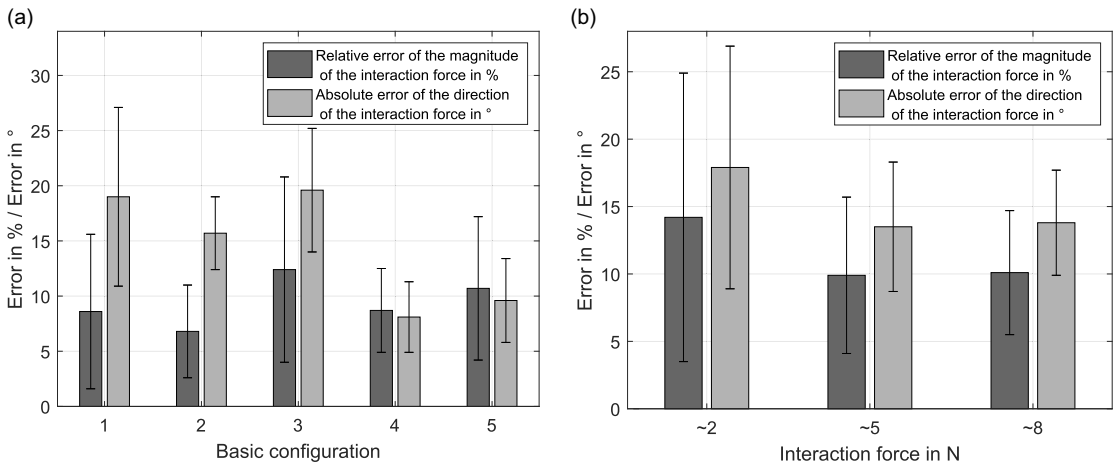 (a)
Error in % / Error in °
30
25
20
15
10
5
0
Relative error of the magnitude
of the interaction force in %
Absolute error of the direction
of the interaction force in °
1 2 3 4 5
Basic configuration
(b)
Error in % / Error in °
25
20
15
10
5
0
Relative error of the magnitude
of the interaction force in %
Absolute error of the direction
of the interaction force in °
~2 ~5 ~8
Interaction force in N